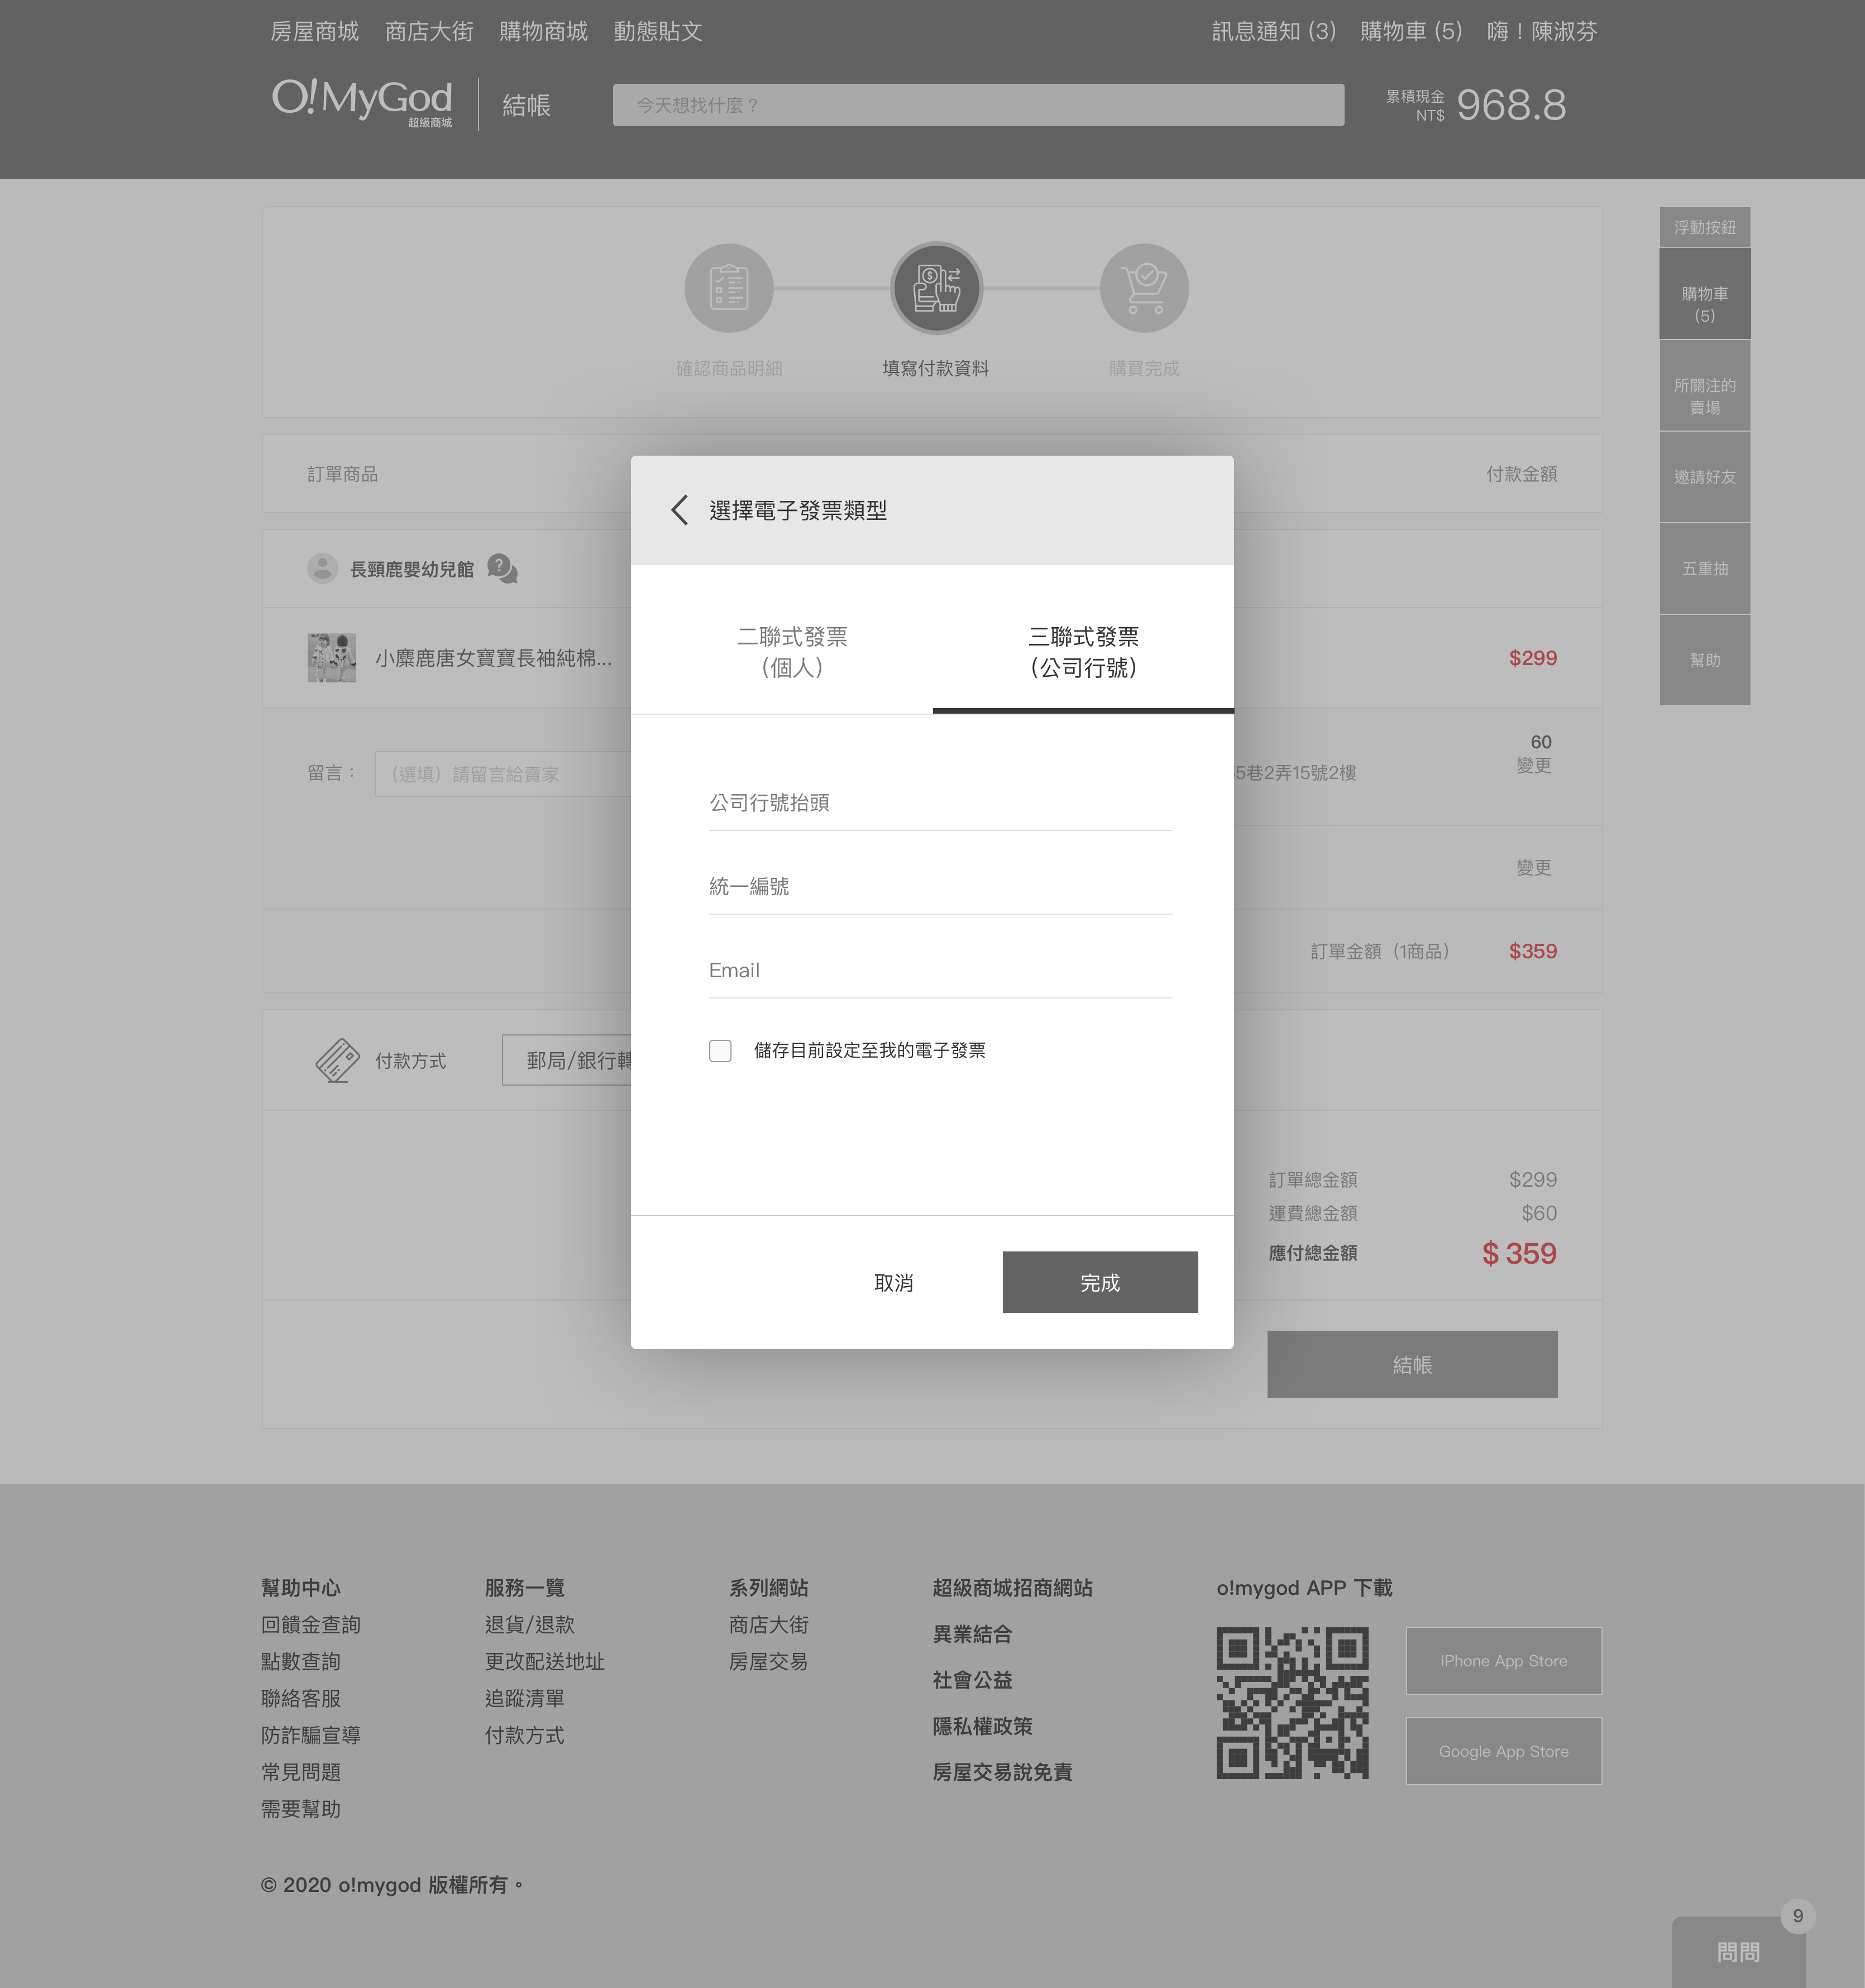 房屋商城 商店大街 購物商城 動態貼文
訊息通知 (3) 購物車 (5) 嗨！陳淑芬
O!MyGod
超級商城
結帳
今天想找什麼？
累積現金
NT$
968.8
確認商品明細
填寫付款資料
購買完成
浮動按鈕
購物車
(5)
所關注的
賣場
邀請好友
五重抽
幫助
訂單商品
付款金額
長頸鹿嬰幼兒館
?
小麋鹿唐女寶寶長袖純棉...
$299
留言：
（選填）請留言給賣家
5巷2弄15號2樓
60
變更
變更
訂單金額（1商品）
$359
付款方式
郵局/銀行轉
訂單總金額
$299
運費總金額
$60
應付總金額
$ 359
結帳
選擇電子發票類型
二聯式發票
（個人）
三聯式發票
（公司行號）
公司行號抬頭
統一編號
Email
儲存目前設定至我的電子發票
取消
完成
幫助中心
回饋金查詢
點數查詢
聯絡客服
防詐騙宣導
常見問題
需要幫助
服務一覽
退貨/退款
更改配送地址
追蹤清單
付款方式
系列網站
商店大街
房屋交易
超級商城招商網站
異業結合
社會公益
隱私權政策
房屋交易說免責
o!mygod APP 下載
iPhone App Store
Google App Store
© 2020 o!mygod 版權所有。
9
問問